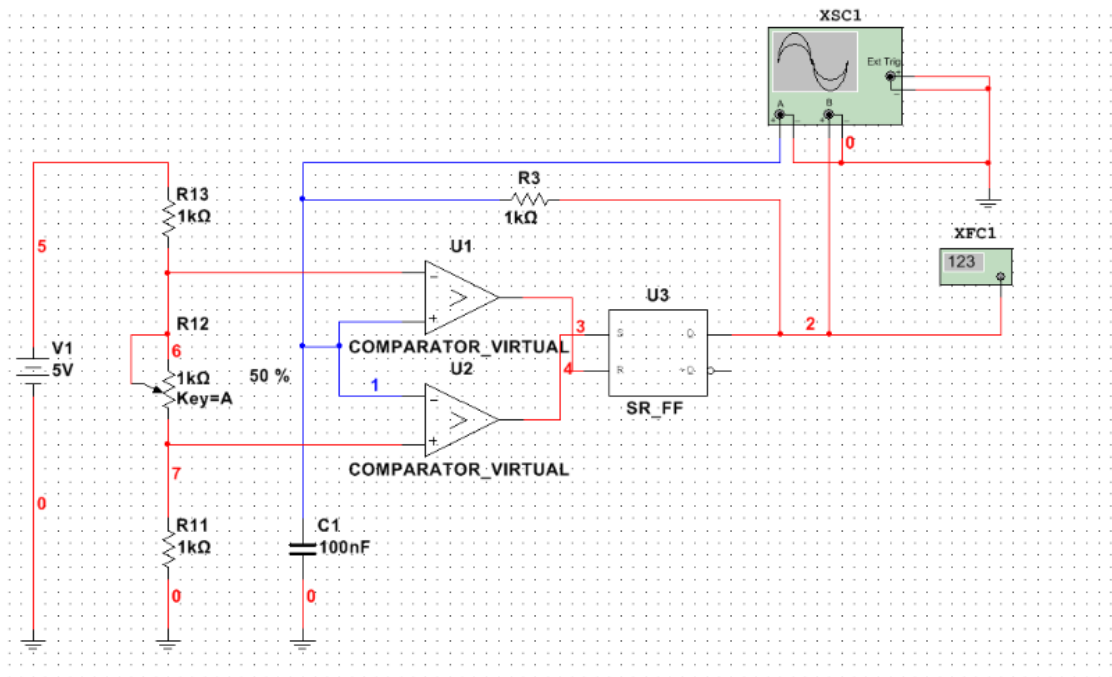 XSC1
Ext Trig
+
−
A
B
+
−
+
−
0
R3
1kΩ
R13
1kΩ
5
XFC1
123
U1
−
+
COMPARATOR_VIRTUAL
U3
3
S
Q
4
R
~Q
SR_FF
2
R12
6
1kΩ
Key=A
50 %
V1
5V
U2
1
−
+
COMPARATOR_VIRTUAL
7
0
R11
1kΩ
C1
100nF
0
0